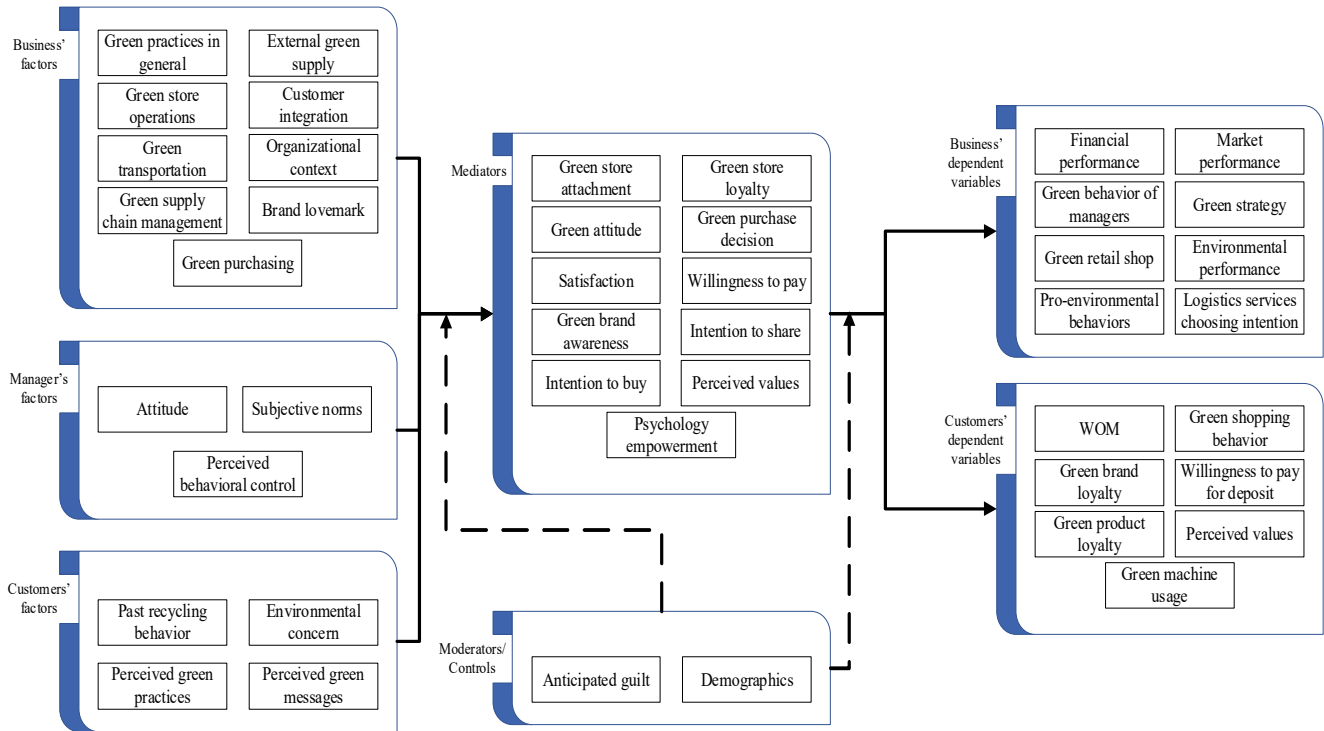 Business'
factors
Green practices in
general
External green
supply
Green store
operations
Customer
integration
Green
transportation
Organizational
context
Green supply
chain management
Brand lovemark
Green purchasing
Manager's
factors
Attitude
Subjective norms
Perceived
behavioral control
Customers'
factors
Past recycling
behavior
Environmental
concern
Perceived green
practices
Perceived green
messages
Mediators
Green store
attachment
Green store
loyalty
Green attitude
Green purchase
decision
Satisfaction
Willingness to pay
Green brand
awareness
Intention to share
Intention to buy
Perceived values
Psychology
empowerment
Moderators/
Controls
Anticipated guilt
Demographics
Business'
dependent
variables
Financial
performance
Market
performance
Green behavior of
managers
Green strategy
Green retail shop
Environmental
performance
Pro-environmental
behaviors
Logistics services
choosing intention
Customers'
dependent
variables
WOM
Green shopping
behavior
Green brand
loyalty
Willingness to pay
for deposit
Green product
loyalty
Perceived values
Green machine
usage